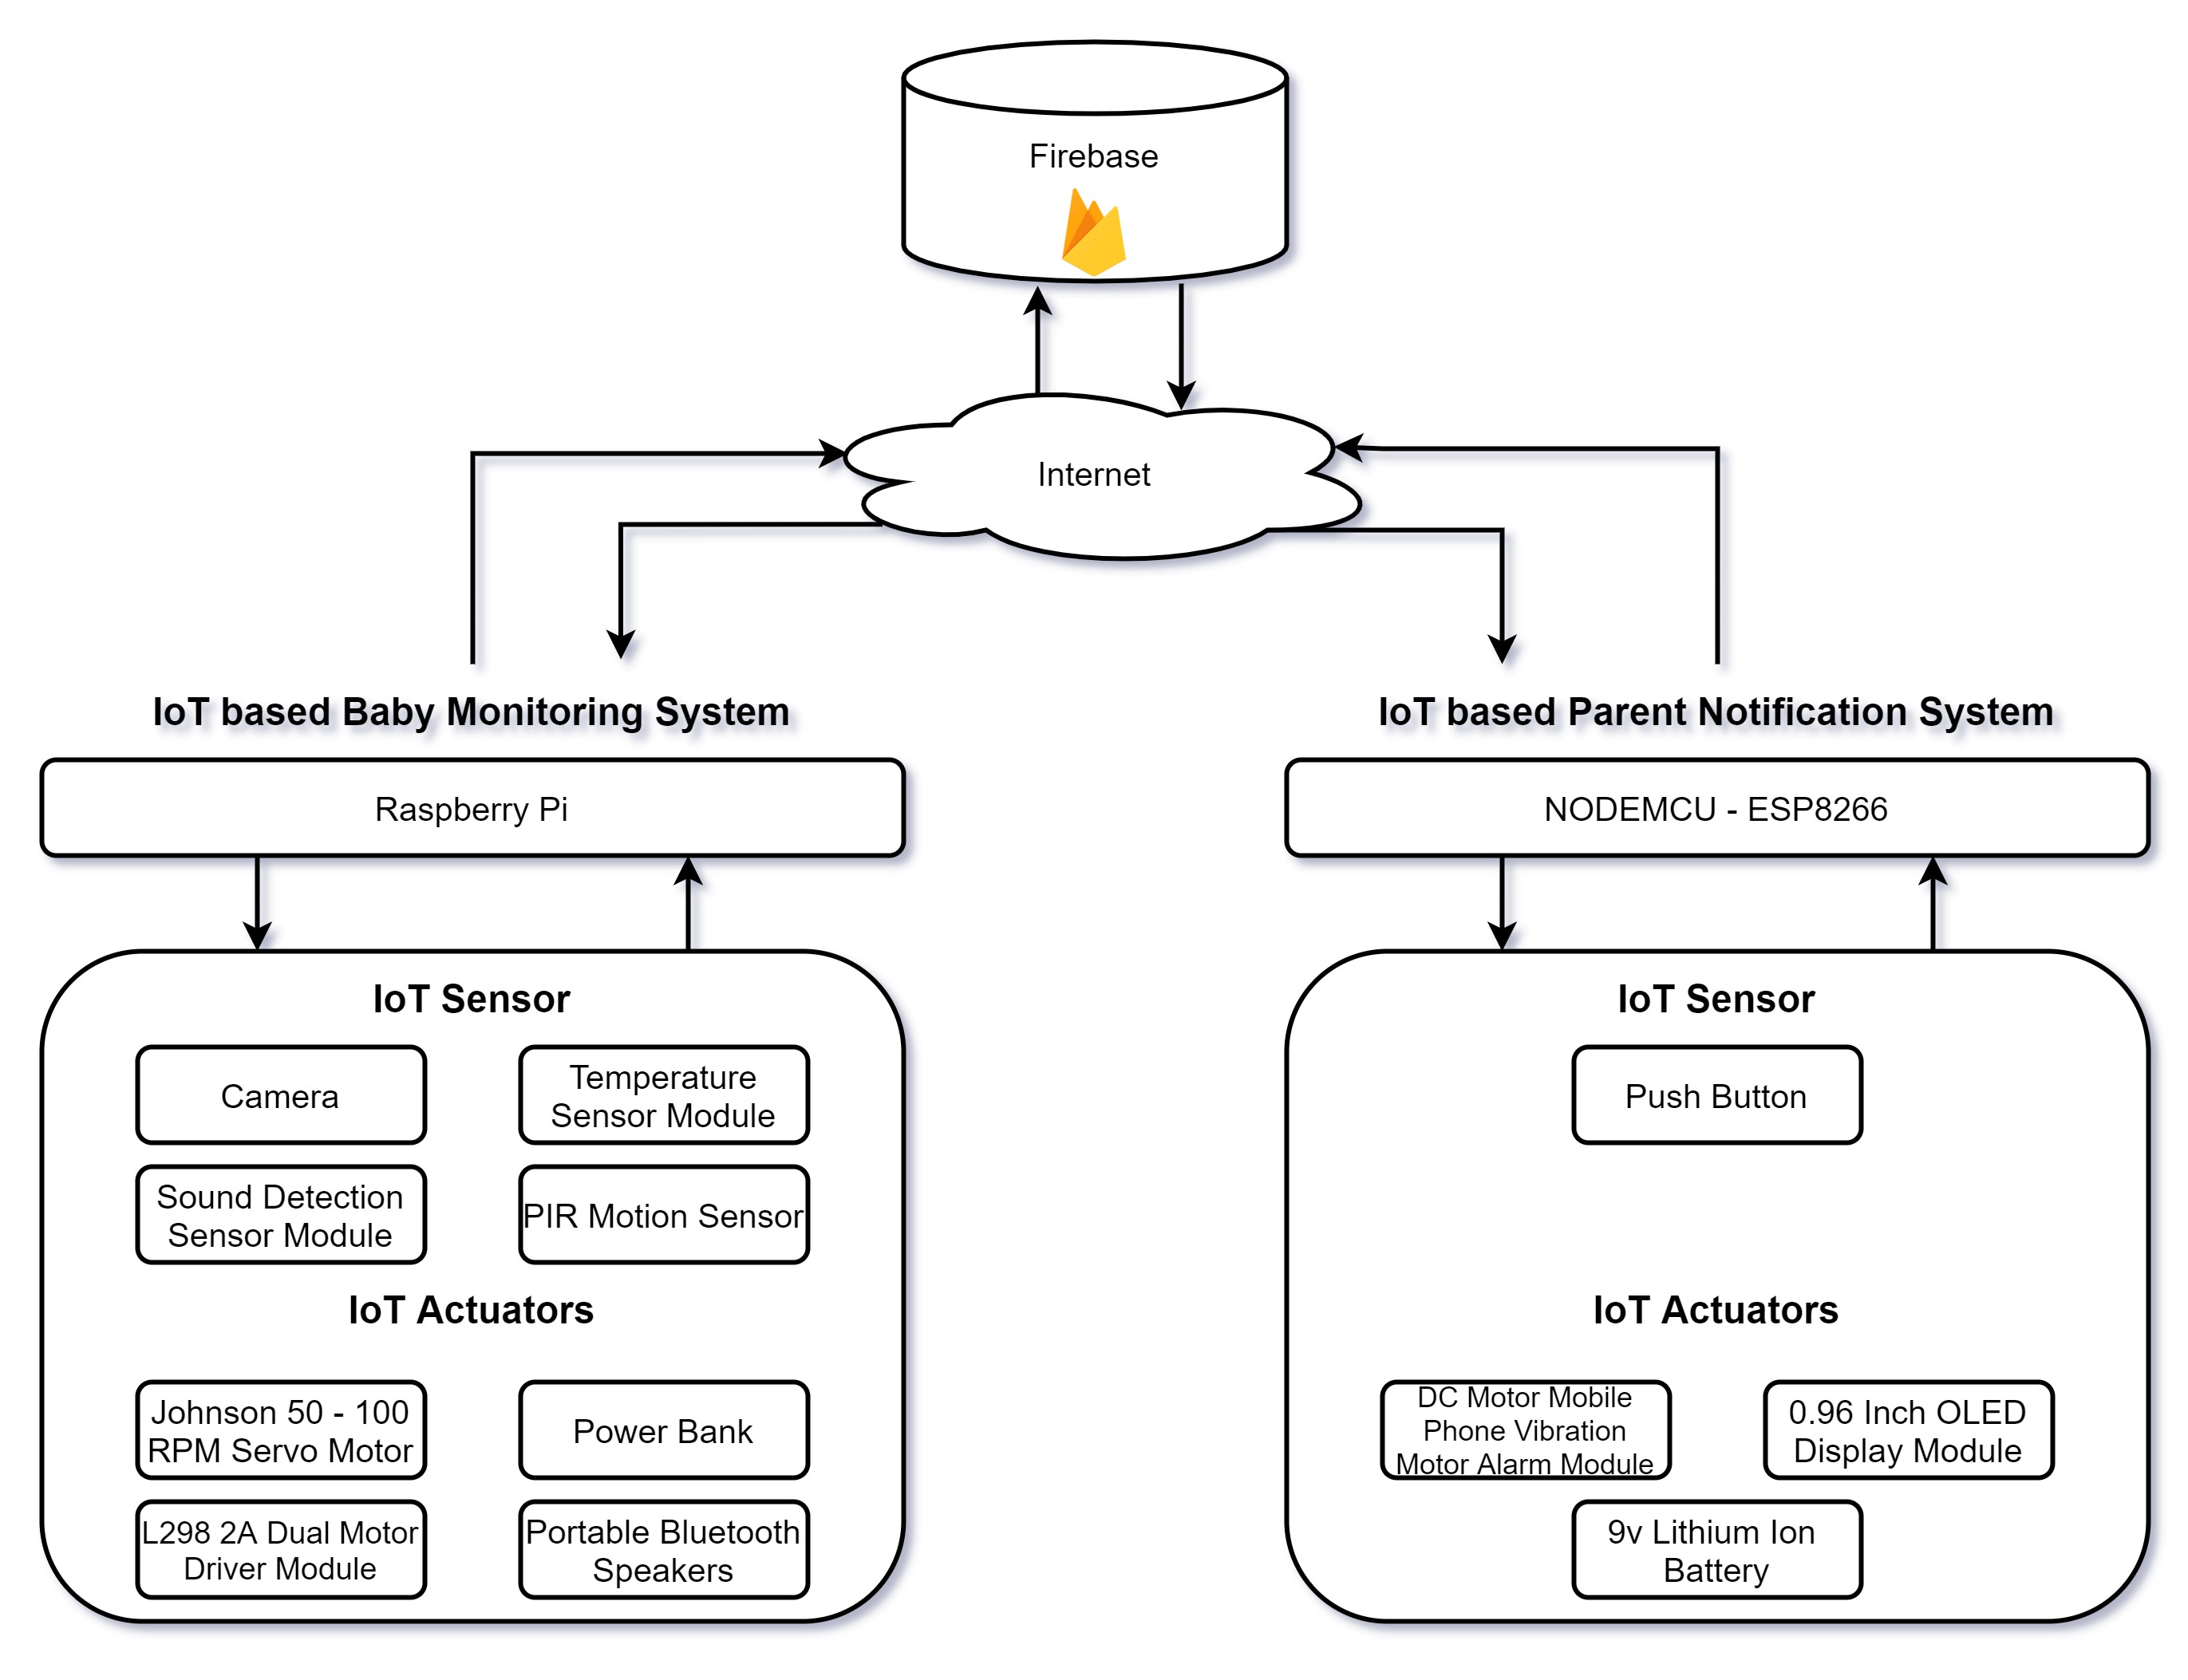 Firebase
Internet
IoT based Baby Monitoring System
Raspberry Pi
IoT Sensor
Camera
Temperature
Sensor Module
Sound Detection
Sensor Module
PIR Motion Sensor
IoT Actuators
Johnson 50 - 100
RPM Servo Motor
Power Bank
L298 2A Dual Motor
Driver Module
Portable Bluetooth
Speakers
IoT based Parent Notification System
NODEMCU - ESP8266
IoT Sensor
Push Button
IoT Actuators
DC Motor Mobile
Phone Vibration
Motor Alarm Module
0.96 Inch OLED
Display Module
9v Lithium Ion
Battery